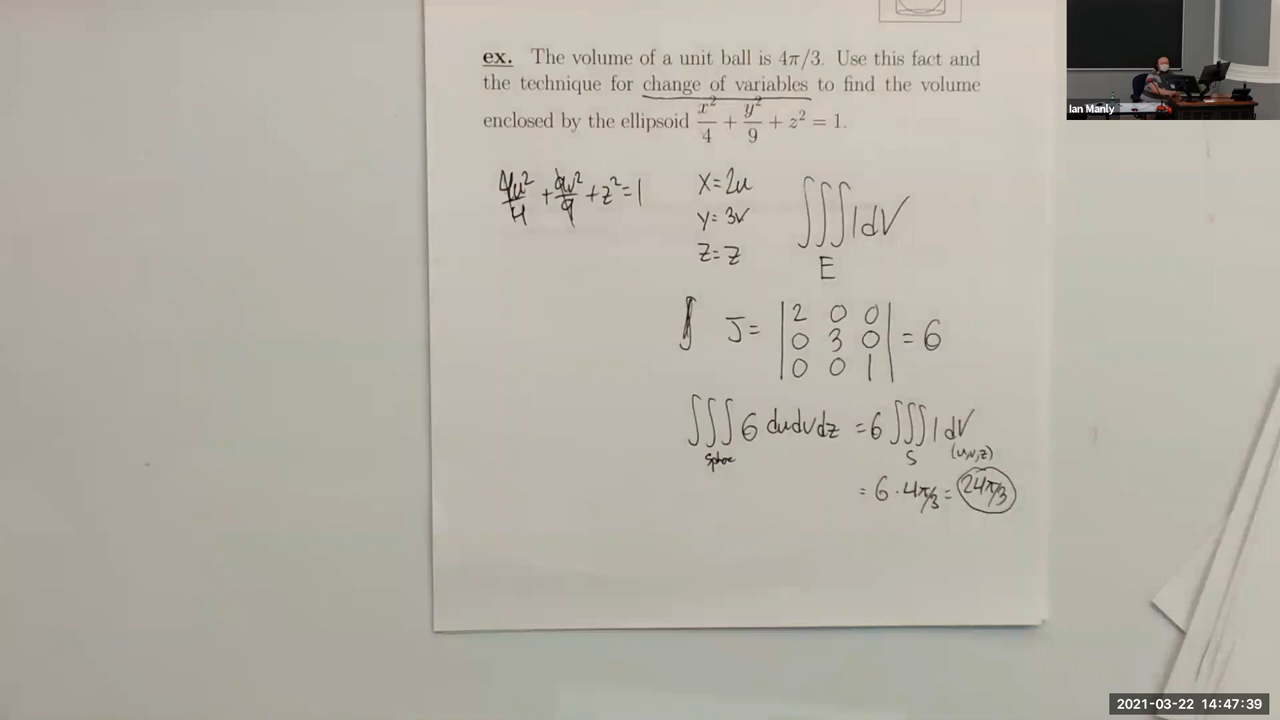 ex. The volume of a unit ball is 4π/3. Use this fact and
the technique for change of variables to find the volume
enclosed by the ellipsoid x²/4 + y²/9 + z² = 1.
4u²/4 + 9v²/9 + z² = 1
x = 2u
y = 3v
z = z
∭_E 1 dV
J = |2 0 0|
|0 3 0| = 6
|0 0 1|
∭_Sphere 6 du dv dz = 6 ∭_S 1 dV
(u,v,z)
= 6 · 4π/3 = 24π/3
Ian Manly
2021-03-22 14:47:39